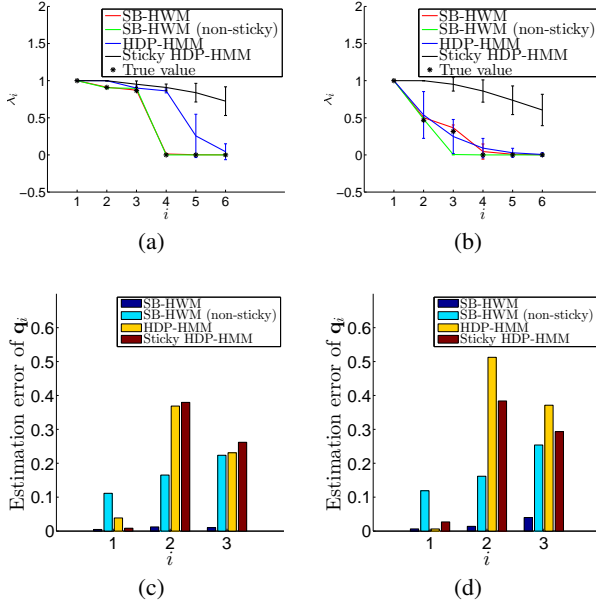 SB-HWM
SB-HWM (non-sticky)
HDP-HMM
Sticky HDP-HMM
True value
2
1.5
1
0.5
0
−0.5
λi
1 2 3 4 5 6
i
(a)
SB-HWM
SB-HWM (non-sticky)
HDP-HMM
Sticky HDP-HMM
True value
2
1.5
1
0.5
0
−0.5
λi
1 2 3 4 5 6
i
(b)
SB-HWM
SB-HWM (non-sticky)
HDP-HMM
Sticky HDP-HMM
0.6
0.5
0.4
0.3
0.2
0.1
0
Estimation error of qi
1 2 3
i
(c)
SB-HWM
SB-HWM (non-sticky)
HDP-HMM
Sticky HDP-HMM
0.6
0.5
0.4
0.3
0.2
0.1
0
Estimation error of qi
1 2 3
i
(d)